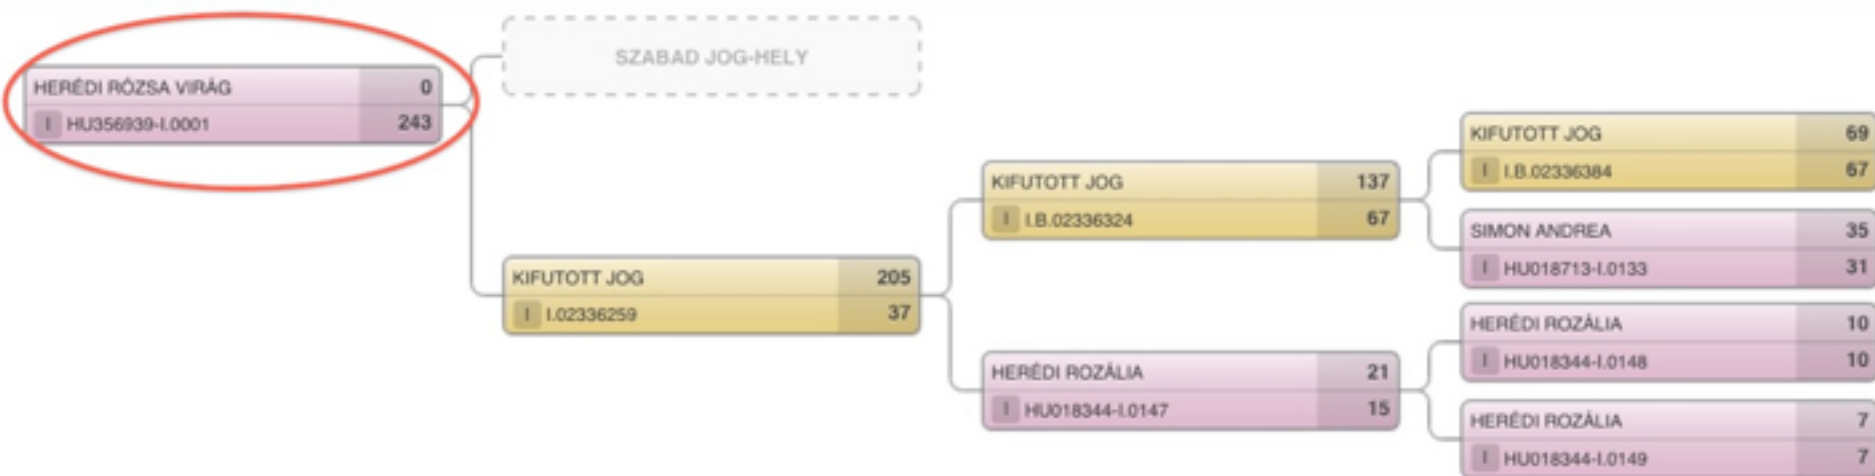 HERÉDI RÓZSA VIRÁG 0
I HU356939-I.0001 243
SZABAD JOG-HELY
KIFUTOTT JOG 205
I I.02336259 37
KIFUTOTT JOG 137
I I.B.02336324 67
HERÉDI ROZÁLIA 21
I HU018344-I.0147 15
KIFUTOTT JOG 69
I I.B.02336384 67
SIMON ANDREA 35
I HU018713-I.0133 31
HERÉDI ROZÁLIA 10
I HU018344-I.0148 10
HERÉDI ROZÁLIA 7
I HU018344-I.0149 7